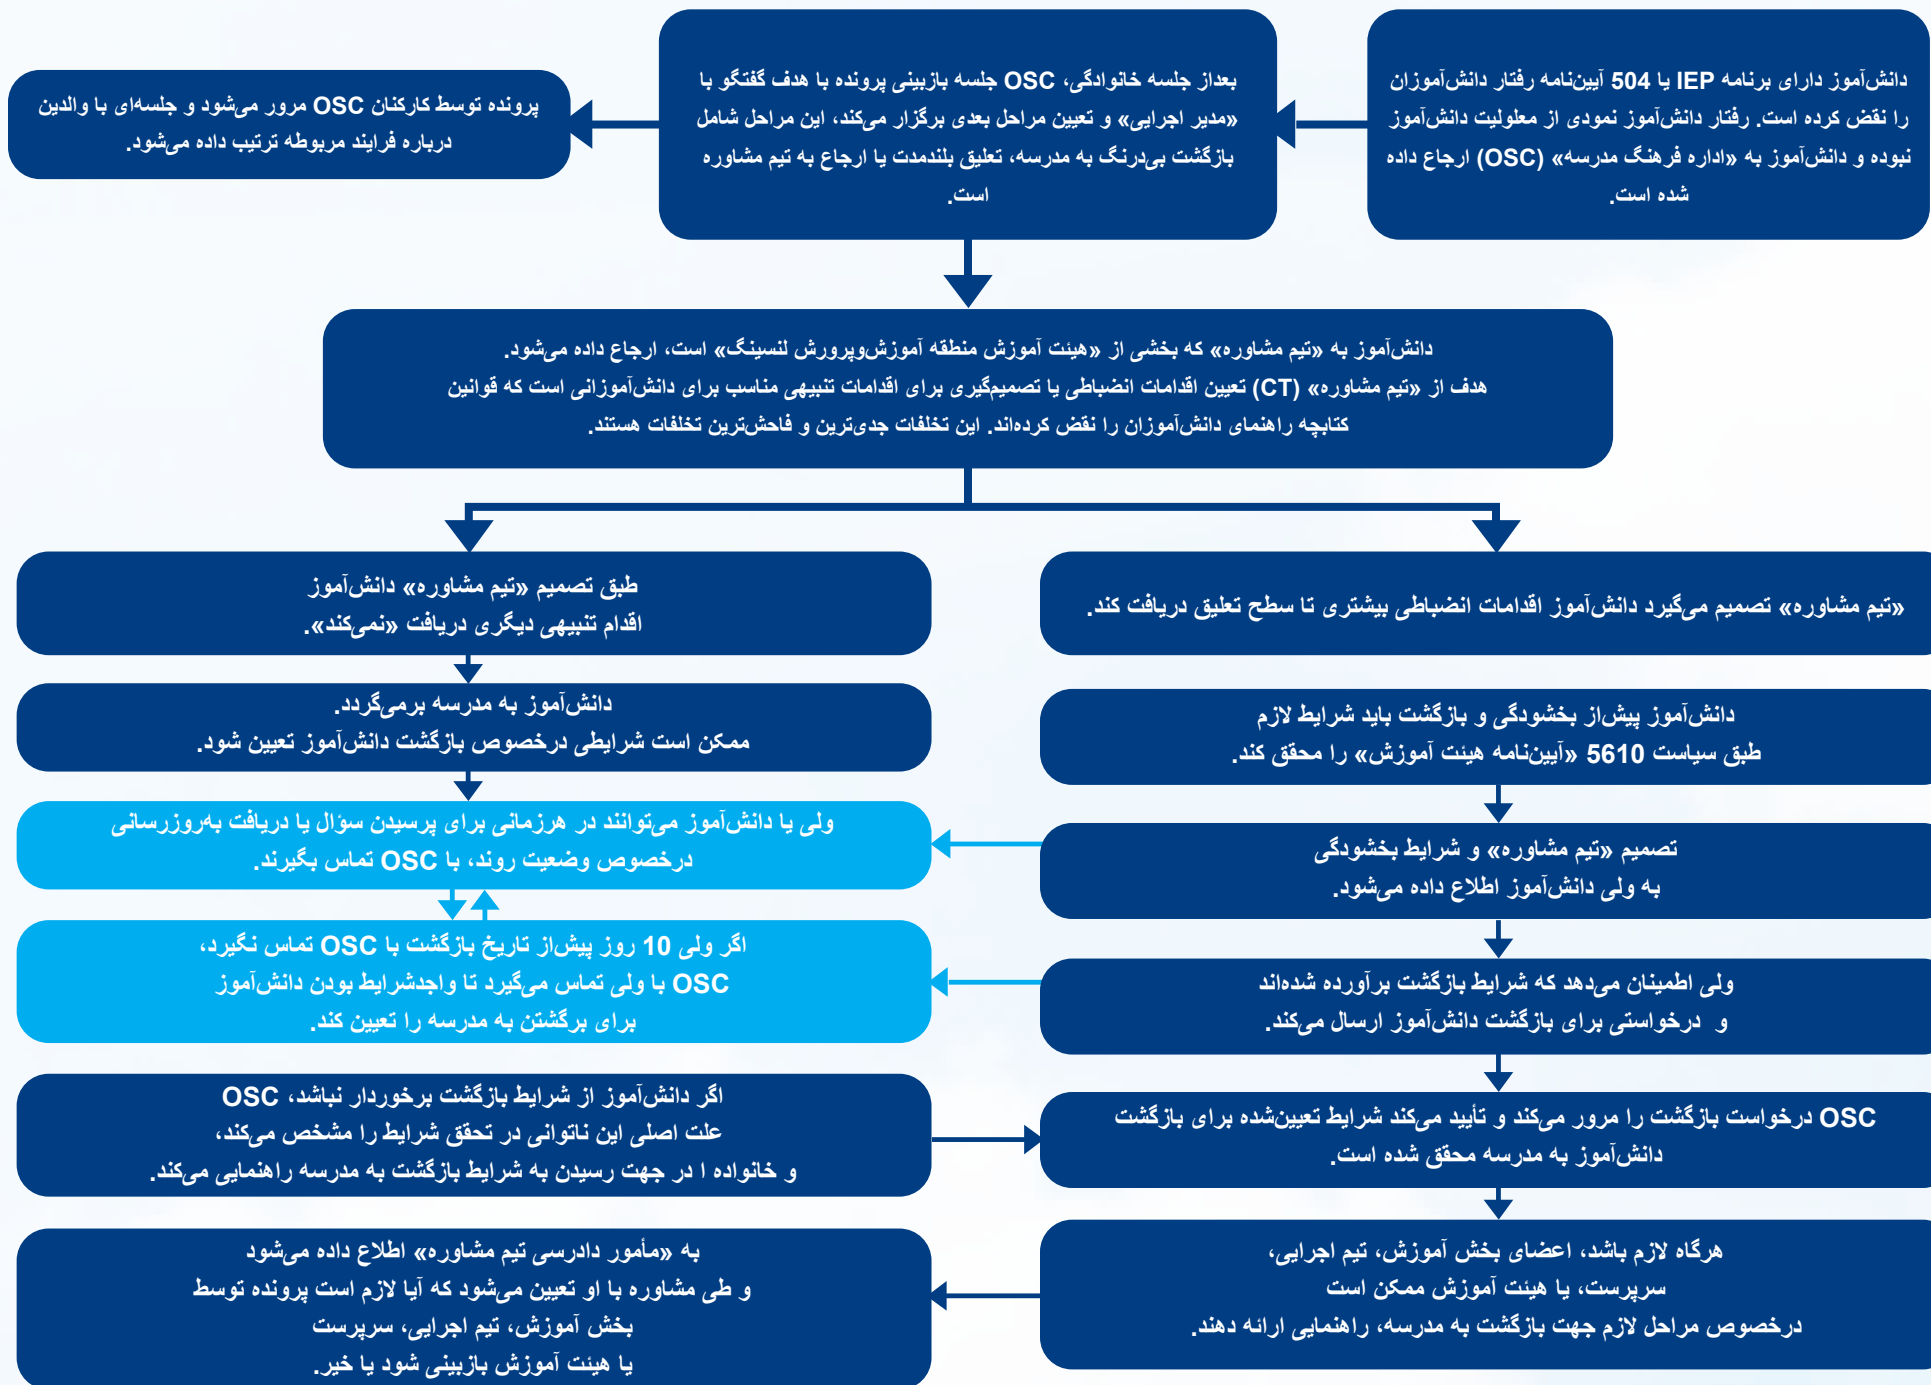 دانش‌آموز دارای برنامه IEP یا 504 آیین‌نامه رفتار دانش‌آموزان
را نقض کرده است. رفتار دانش‌آموز نمودی از معلولیت دانش‌آموز
نبوده و دانش‌آموز به «اداره فرهنگ مدرسه» (OSC) ارجاع داده
شده است.
بعداز جلسه خانوادگی، OSC جلسه بازبینی پرونده با هدف گفتگو با
«مدیر اجرایی» و تعیین مراحل بعدی برگزار می‌کند، این مراحل شامل
بازگشت بی‌درنگ به مدرسه، تعلیق بلندمدت یا ارجاع به تیم مشاوره
است.
پرونده توسط کارکنان OSC مرور می‌شود و جلسه‌ای با والدین
درباره فرایند مربوطه ترتیب داده می‌شود.
دانش‌آموز به «تیم مشاوره» که بخشی از «هیئت آموزش منطقه آموزش‌وپرورش لنسینگ» است، ارجاع داده می‌شود.
هدف از «تیم مشاوره» (CT) تعیین اقدامات انضباطی یا تصمیم‌گیری برای اقدامات تنبیهی مناسب برای دانش‌آموزانی است که قوانین
کتابچه راهنمای دانش‌آموزان را نقض کرده‌اند. این تخلفات جدی‌ترین و فاحش‌ترین تخلفات هستند.
«تیم مشاوره» تصمیم می‌گیرد دانش‌آموز اقدامات انضباطی بیشتری تا سطح تعلیق دریافت کند.
دانش‌آموز پیش‌از بخشودگی و بازگشت باید شرایط لازم
طبق سیاست 5610 «آیین‌نامه هیئت آموزش» را محقق کند.
تصمیم «تیم مشاوره» و شرایط بخشودگی
به ولی دانش‌آموز اطلاع داده می‌شود.
ولی اطمینان می‌دهد که شرایط بازگشت برآورده شده‌اند
و درخواستی برای بازگشت دانش‌آموز ارسال می‌کند.
OSC درخواست بازگشت را مرور می‌کند و تأیید می‌کند شرایط تعیین‌شده برای بازگشت
دانش‌آموز به مدرسه محقق شده است.
هرگاه لازم باشد، اعضای بخش آموزش، تیم اجرایی،
سرپرست، یا هیئت آموزش ممکن است
درخصوص مراحل لازم جهت بازگشت به مدرسه، راهنمایی ارائه دهند.
طبق تصمیم «تیم مشاوره» دانش‌آموز
اقدام تنبیهی دیگری دریافت «نمی‌کند».
دانش‌آموز به مدرسه برمی‌گردد.
ممکن است شرایطی درخصوص بازگشت دانش‌آموز تعیین شود.
ولی یا دانش‌آموز می‌توانند در هرزمانی برای پرسیدن سؤال یا دریافت به‌روزرسانی
درخصوص وضعیت روند، با OSC تماس بگیرند.
اگر ولی 10 روز پیش‌از تاریخ بازگشت با OSC تماس نگیرد،
OSC با ولی تماس می‌گیرد تا واجدشرایط بودن دانش‌آموز
برای برگشتن به مدرسه را تعیین کند.
اگر دانش‌آموز از شرایط بازگشت برخوردار نباشد، OSC
علت اصلی این ناتوانی در تحقق شرایط را مشخص می‌کند،
و خانواده ا در جهت رسیدن به شرایط بازگشت به مدرسه راهنمایی می‌کند.
به «مأمور دادرسی تیم مشاوره» اطلاع داده می‌شود
و طی مشاوره با او تعیین می‌شود که آیا لازم است پرونده توسط
بخش آموزش، تیم اجرایی، سرپرست
یا هیئت آموزش بازبینی شود یا خیر.